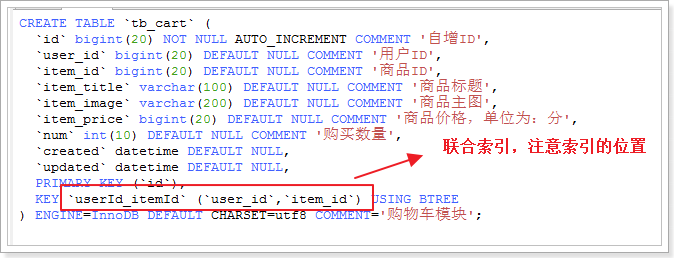 CREATE TABLE `tb_cart` (
`id` bigint(20) NOT NULL AUTO_INCREMENT COMMENT '自增ID',
`user_id` bigint(20) DEFAULT NULL COMMENT '用户ID',
`item_id` bigint(20) DEFAULT NULL COMMENT '商品ID',
`item_title` varchar(100) DEFAULT NULL COMMENT '商品标题',
`item_image` varchar(200) DEFAULT NULL COMMENT '商品主图',
`item_price` bigint(20) DEFAULT NULL COMMENT '商品价格，单位为：分',
`num` int(10) DEFAULT NULL COMMENT '购买数量',
`created` datetime DEFAULT NULL,
`updated` datetime DEFAULT NULL,
联合索引，注意索引的位置
PRIMARY KEY (`id`),
KEY `userId_itemId` (`user_id`,`item_id`) USING BTREE
) ENGINE=InnoDB DEFAULT CHARSET=utf8 COMMENT='购物车模块';